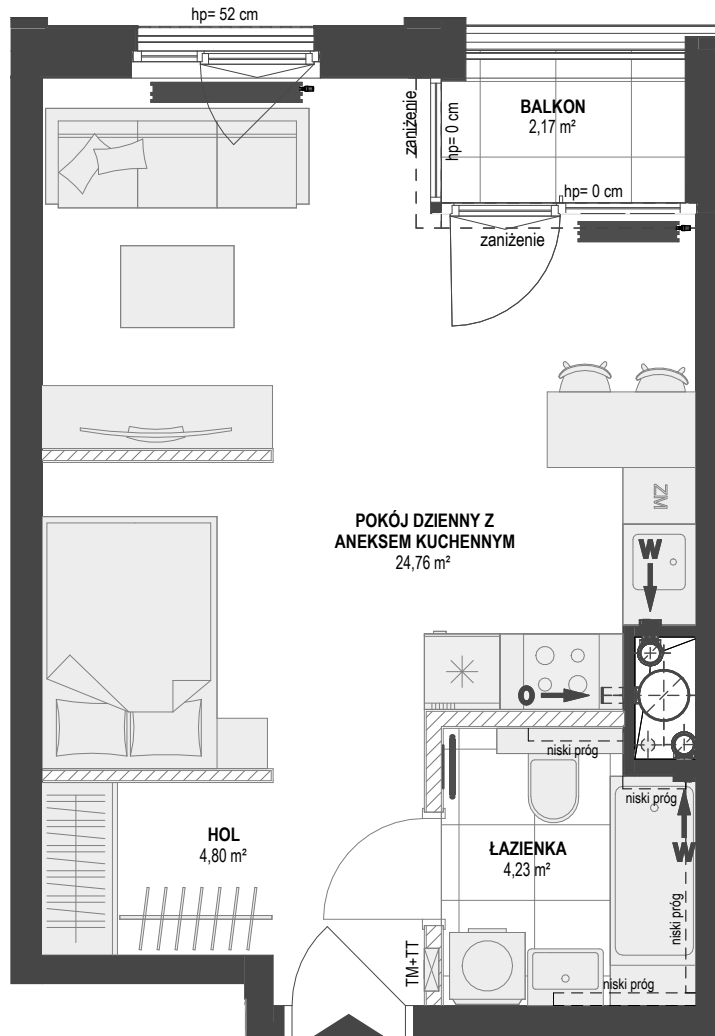 hp= 52 cm
BALKON
2,17 m²
zaniżenie
hp= 0 cm
hp= 0 cm
zaniżenie
ZM
POKÓJ DZIENNY Z
ANEKSEM KUCHENNYM
24,76 m²
W
O
niski próg
niski próg
HOL
4,80 m²
ŁAZIENKA
4,23 m²
W
niski próg
TM+TT
niski próg